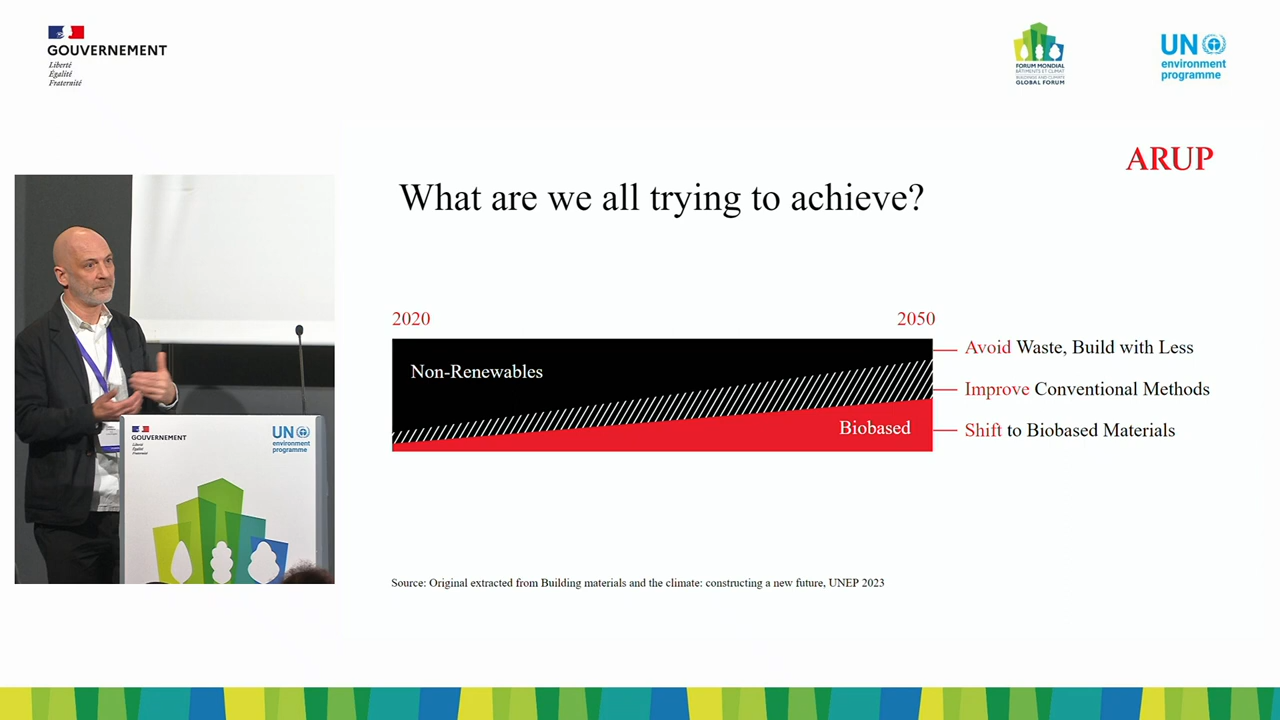 GOUVERNEMENT
Liberté
Égalité
Fraternité
FORUM MONDIAL
BÂTIMENTS ET CLIMAT
BUILDINGS AND CLIMATE
GLOBAL FORUM
UN
environment
programme
ARUP
What are we all trying to achieve?
2020
2050
Non-Renewables
Biobased
Avoid Waste, Build with Less
Improve Conventional Methods
Shift to Biobased Materials
Source: Original extracted from Building materials and the climate: constructing a new future, UNEP 2023
GOUVERNEMENT
UN
environment
programme